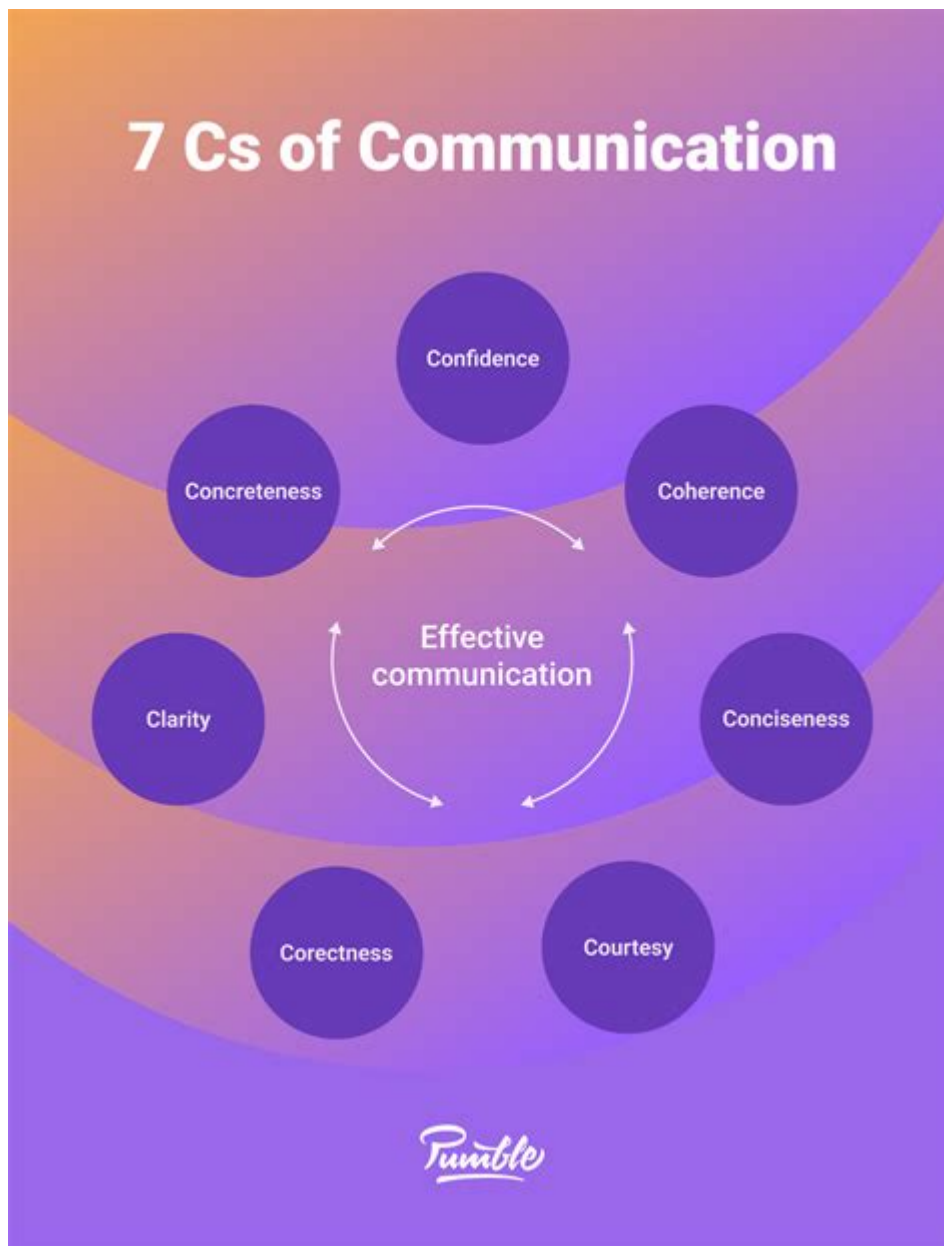 7 Cs of Communication
Confidence
Concreteness
Coherence
Effective
communication
Clarity
Conciseness
Corectness
Courtesy
Pumble